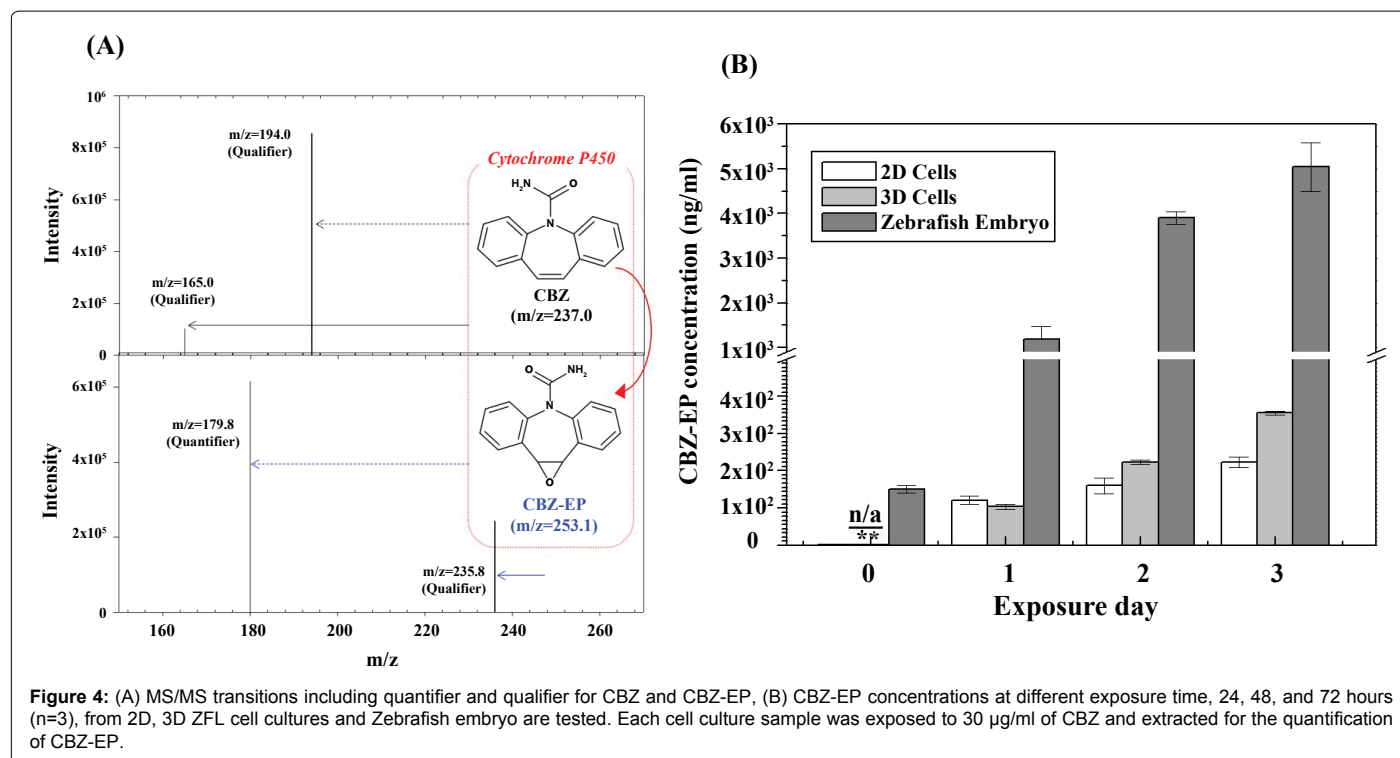 (A)
10⁶
8x10⁵
6x10⁵
4x10⁵
2x10⁵
0
Intensity
m/z=194.0
(Qualifier)
m/z=165.0
(Qualifier)
Cytochrome P450
H₂N
O
N
CBZ
(m/z=237.0
6x10⁵
4x10⁵
2x10⁵
0
Intensity
m/z=179.8
(Quantifier)
O
NH₂
N
O
CBZ-EP
(m/z=253.1)
m/z=235.8
(Qualifier)
160 180 200 220 240 260
m/z
(B)
6x10³
5x10³
4x10³
3x10³
2x10³
1x10³
4x10²
3x10²
2x10²
1x10²
0
CBZ-EP concentration (ng/ml)
2D Cells
3D Cells
Zebrafish Embryo
n/a
**
0 1 2 3
Exposure day
Figure 4: (A) MS/MS transitions including quantifier and qualifier for CBZ and CBZ-EP, (B) CBZ-EP concentrations at different exposure time, 24, 48, and 72 hours
(n=3), from 2D, 3D ZFL cell cultures and Zebrafish embryo are tested. Each cell culture sample was exposed to 30 µg/ml of CBZ and extracted for the quantification
of CBZ-EP.